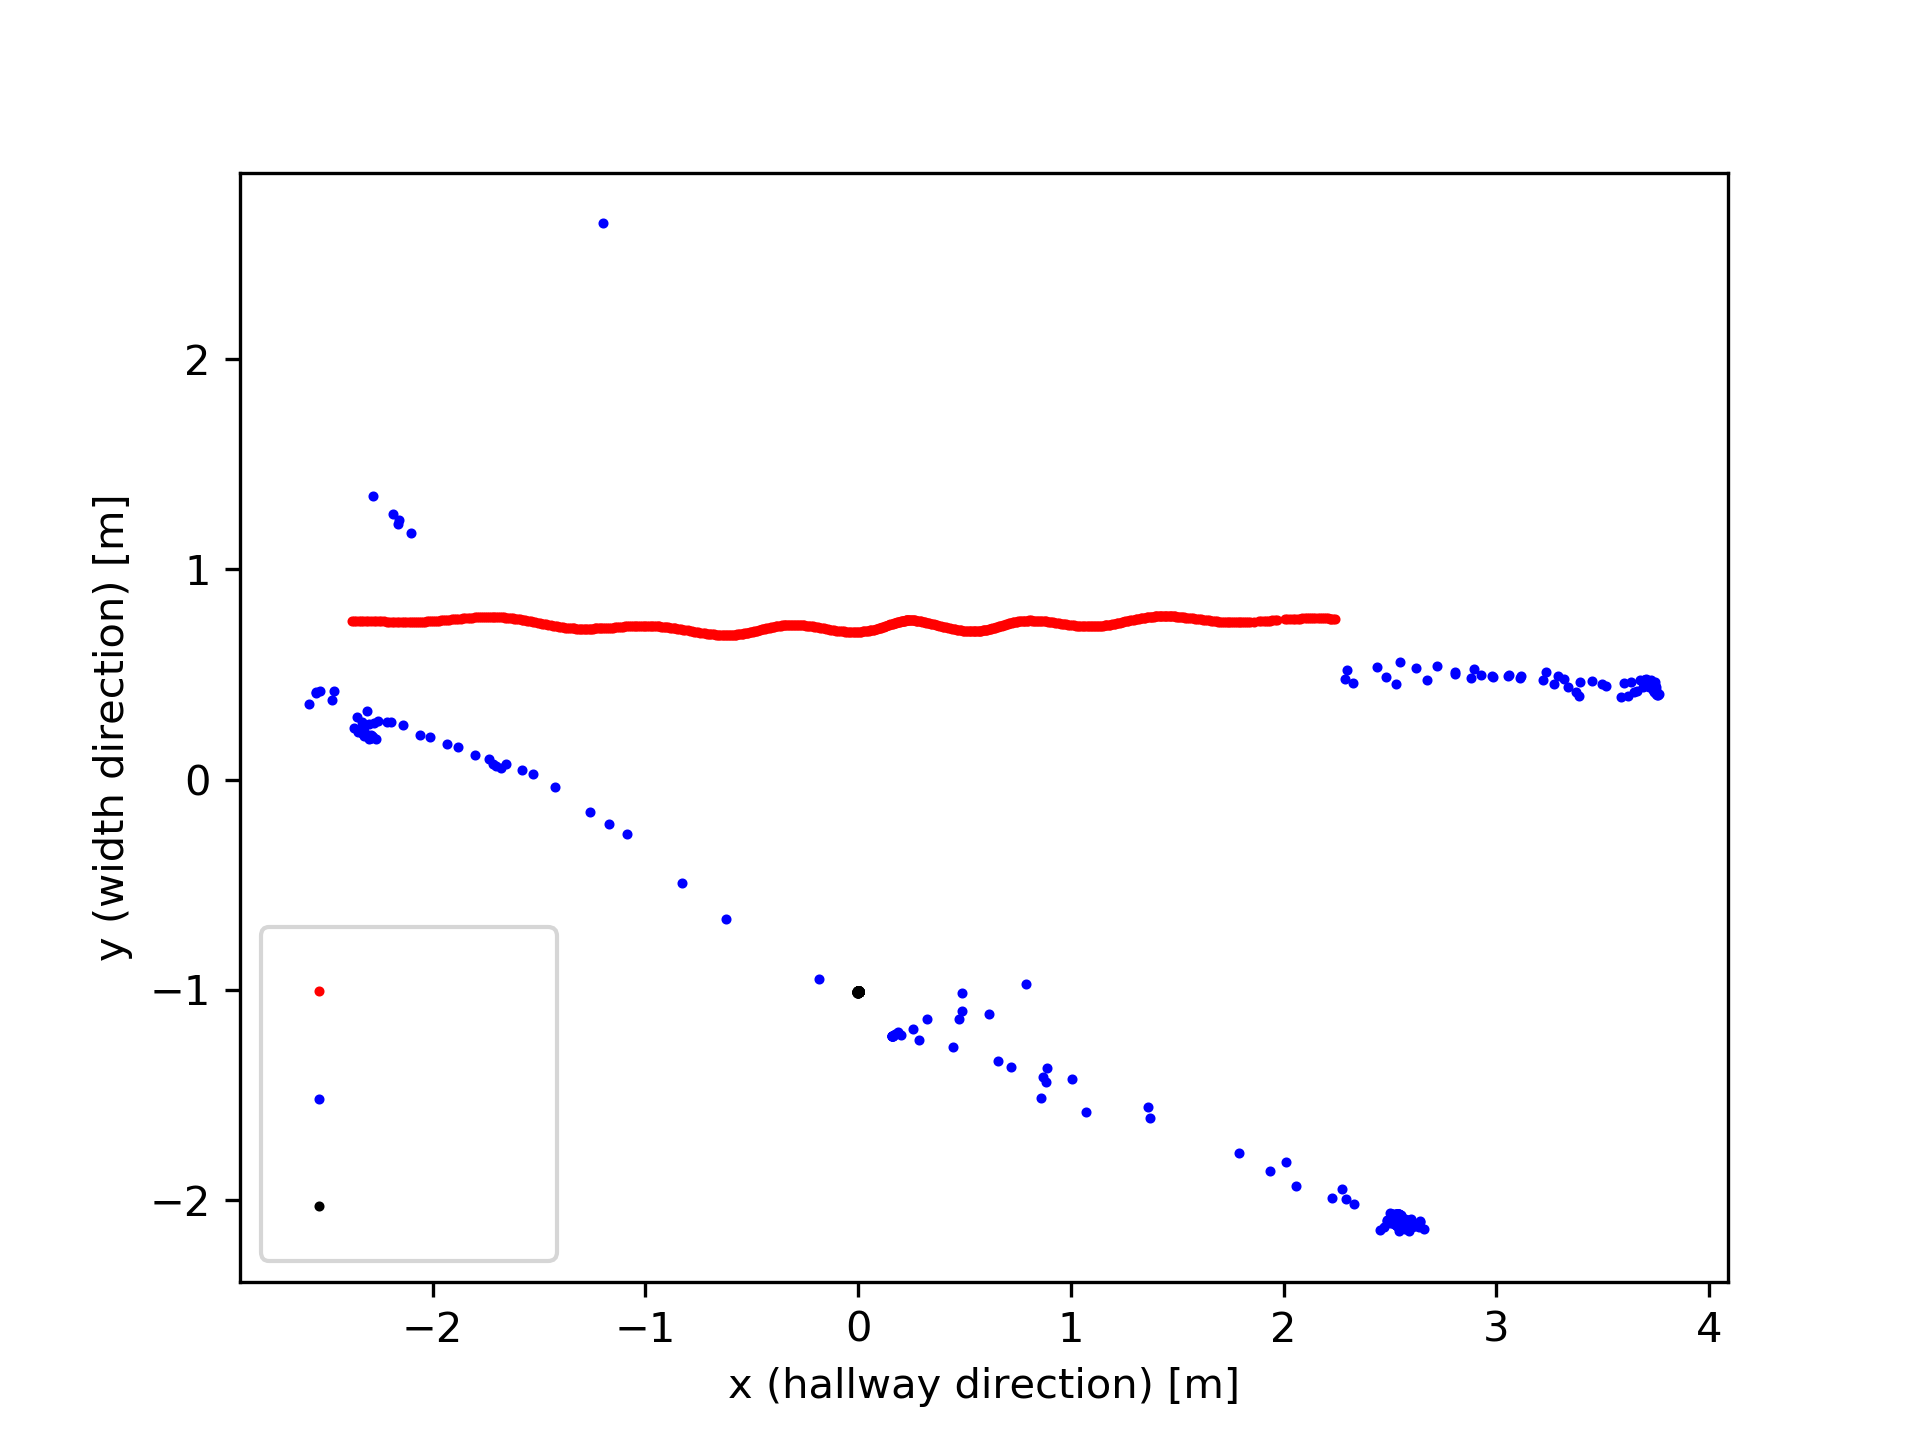 2
1
0
−1
−2
y (width direction) [m]
−2 −1 0 1 2 3 4
x (hallway direction) [m]